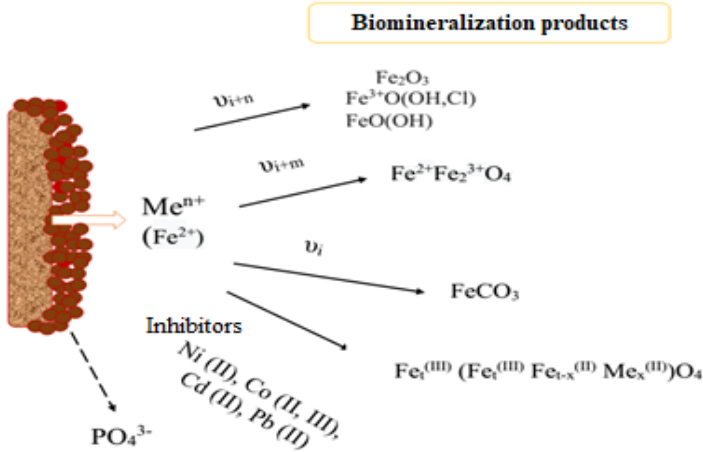 Biomineralization products
Fe₂O₃
Fe³⁺O(OH,Cl)
FeO(OH)
υᵢ₊ₙ
υᵢ₊ₘ
Fe²⁺Fe₂³⁺O₄
Meⁿ⁺
(Fe²⁺)
υᵢ
FeCO₃
Inhibitors
Ni (II), Co (II, III),
Cd (II), Pb (II)
Feₜ⁽ᴵᴵᴵ⁾ (Feₜ⁽ᴵᴵᴵ⁾ Feₜ₋ₓ⁽ᴵᴵ⁾ Meₓ⁽ᴵᴵ⁾)O₄
PO₄³⁻